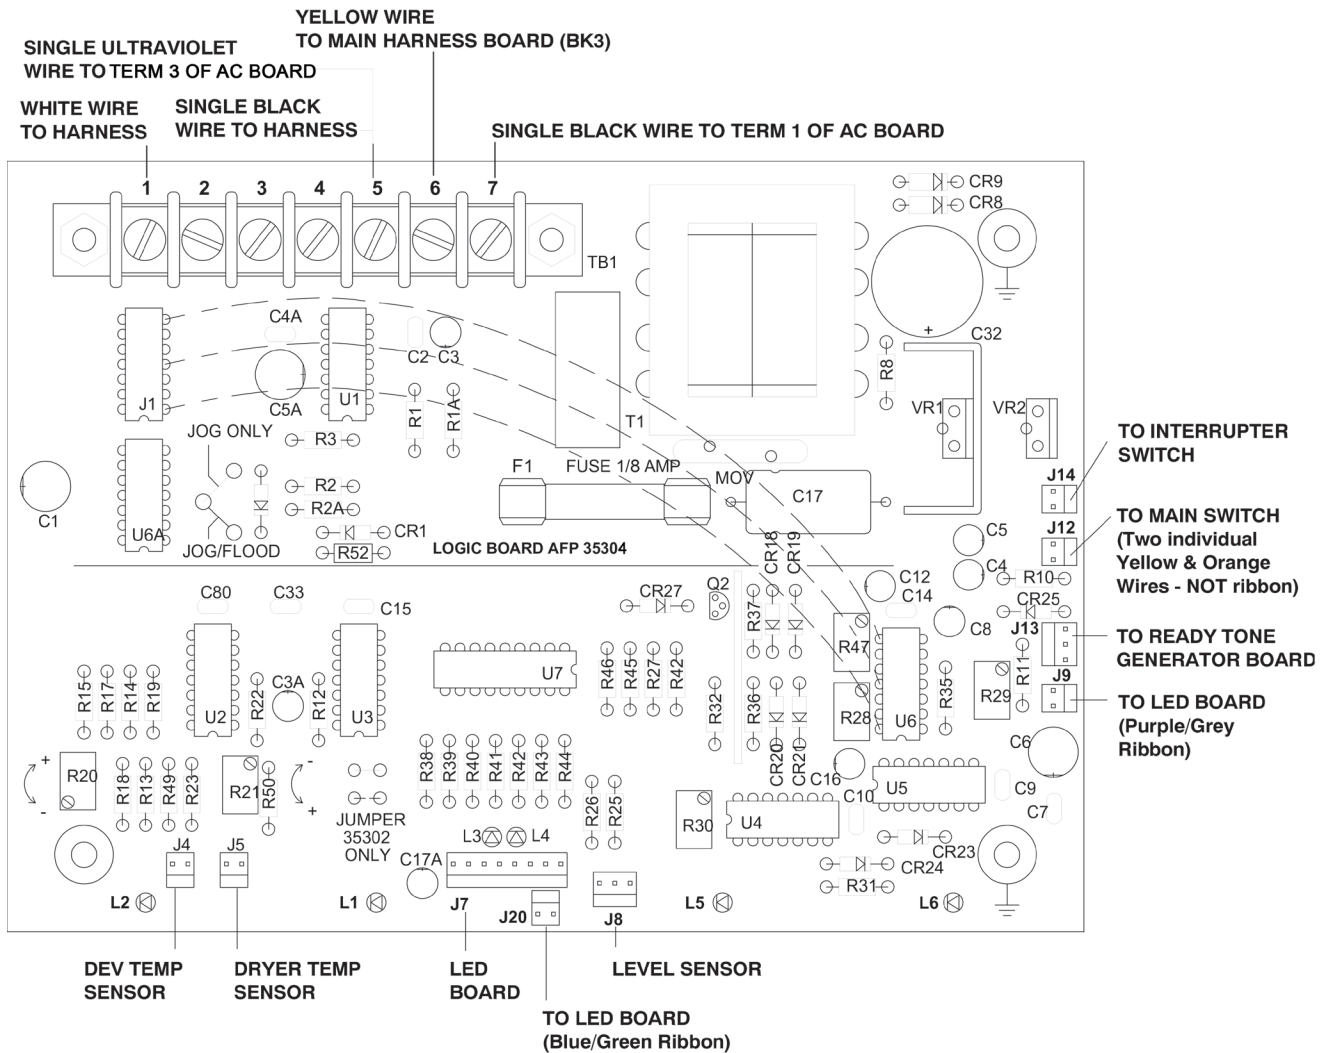 YELLOW WIRE
TO MAIN HARNESS BOARD (BK3)
SINGLE ULTRAVIOLET
WIRE TO TERM 3 OF AC BOARD
WHITE WIRE
TO HARNESS
SINGLE BLACK
WIRE TO HARNESS
SINGLE BLACK WIRE TO TERM 1 OF AC BOARD
1 2 3 4 5 6 7
CR9
CR8
TB1
C4A
C2 C3
+
C32
R8
J1
C5A
U1
R1
R1A
T1
VR1
VR2
JOG ONLY
R3
TO INTERRUPTER
SWITCH
F1
FUSE 1/8 AMP
MOV
C17
J14
C1
R2
R2A
U6A
CR1
R52
JOG/FLOOD
LOGIC BOARD AFP 35304
CR18
CR19
C5
J12
TO MAIN SWITCH
(Two individual
Yellow & Orange
Wires - NOT ribbon)
C4
R10
C80
C33
C15
CR27
Q2
C12
C14
CR25
R37
C8
J13
TO READY TONE
GENERATOR BOARD
R47
U7
R46
R45
R27
R42
R11
J9
R15
R17
R14
R19
U2
R22
C3A
R12
U3
R32
R36
R28
U6
R35
R29
TO LED BOARD
(Purple/Grey
Ribbon)
C6
+
R20
-
R18
R13
R49
R23
R21
R50
-
+
R38
R39
R40
R41
R42
R43
R44
CR20
CR21
C16
U5
C9
C7
R26
R25
JUMPER
35302
ONLY
L3
L4
R30
U4
C10
CR23
CR24
R31
J4
J5
C17A
L2
L1
J7
J20
J8
L5
L6
DEV TEMP
SENSOR
DRYER TEMP
SENSOR
LED
BOARD
LEVEL SENSOR
TO LED BOARD
(Blue/Green Ribbon)